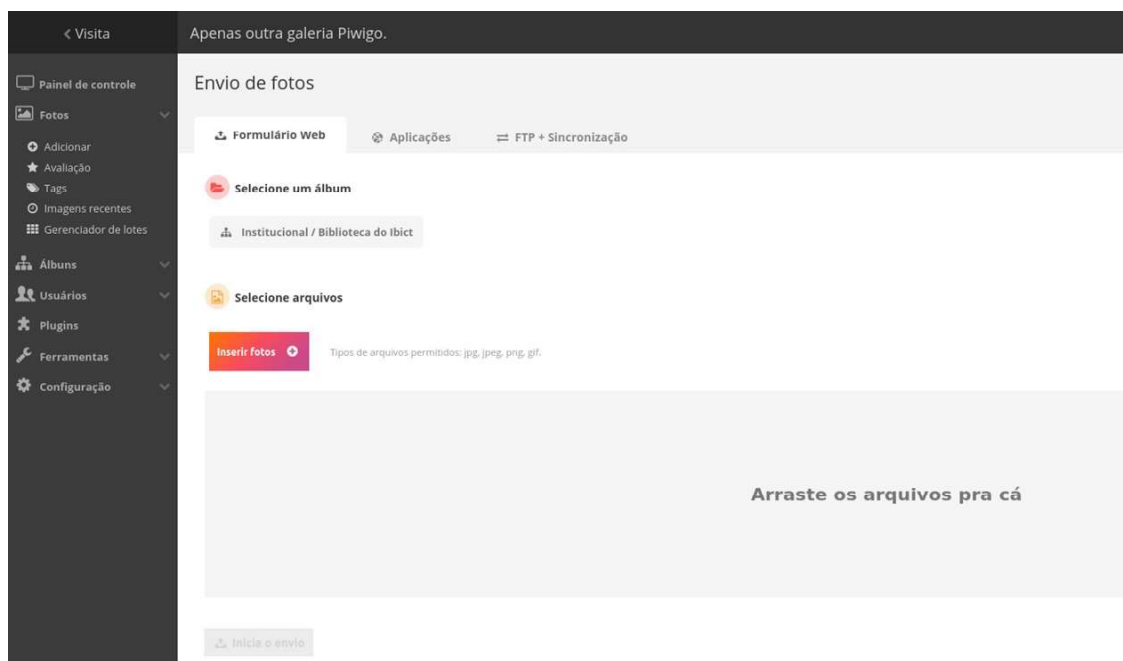 Visita
Apenas outra galeria Piwigo.
Painel de controle
Fotos
Adicionar
Avaliação
Tags
Imagens recentes
Gerenciador de lotes
Álbuns
Usuários
Plugins
Ferramentas
Configuração
Envio de fotos
Formulário Web
Aplicações
FTP + Sincronização
Selecione um álbum
Institucional / Biblioteca do Ibict
Selecione arquivos
Inserir fotos
Tipos de arquivos permitidos: jpg, jpeg, png, gif.
Arraste os arquivos pra cá
Inicia o envio